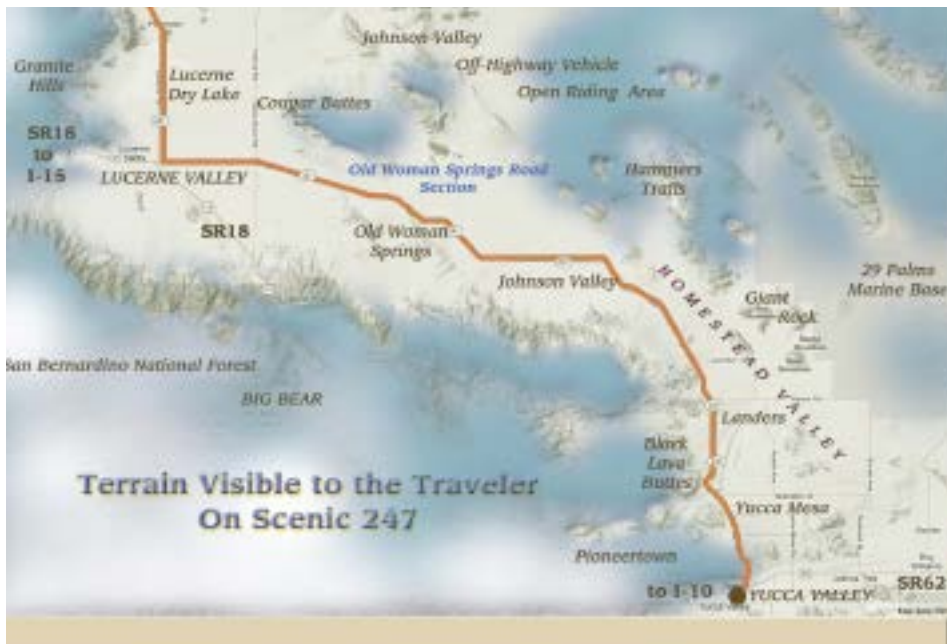 Johnson Valley
Granite
Hills
Off-Highway Vehicle
Lucerne
Dry Lake
Open Riding Area
Cougar Buttes
SR18
to
I-15
LUCERNE VALLEY
Old Woman Springs Road
Section
Hammers
Trails
SR18
Old Woman
Springs
Johnson Valley
29 Palms
Marine Base
HOMESTEAD VALLEY
Giant
Rock
San Bernardino National Forest
BIG BEAR
Landers
Black
Lava
Buttes
Terrain Visible to the Traveler
On Scenic 247
Yucca Mesa
Pioneertown
to I-10
YUCCA VALLEY
SR62